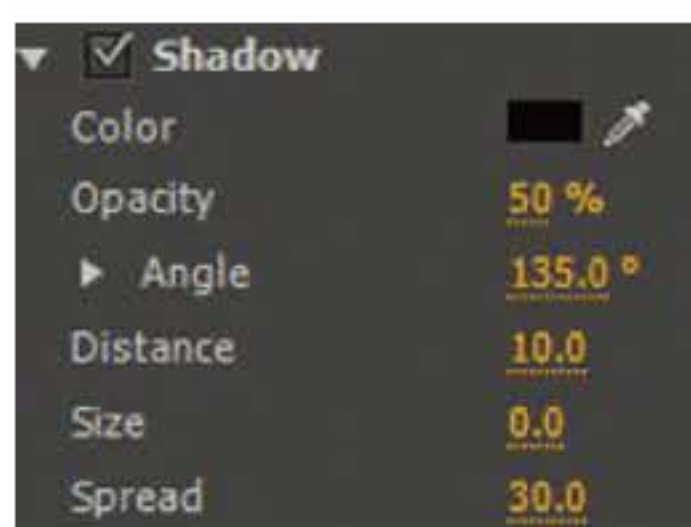 Shadow
Color
Opacity 50 %
Angle 135.0 °
Distance 10.0
Size 0.0
Spread 30.0